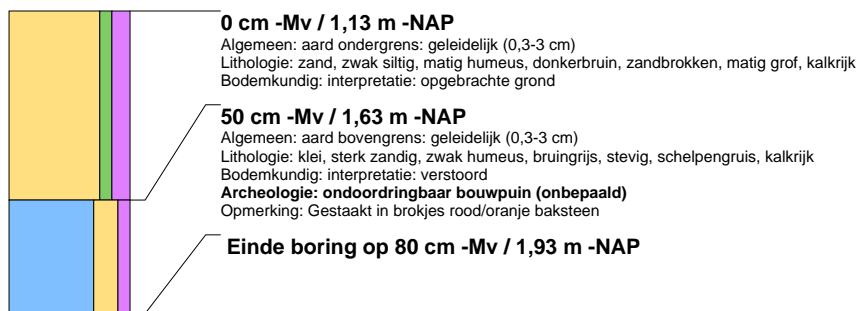 0 cm -Mv / 1,13 m -NAP
Algemeen: aard ondergrens: geleidelijk (0,3-3 cm)
Lithologie: zand, zwak siltig, matig humeus, donkerbruin, zandbrokken, matig grof, kalkrijk
Bodemkundig: interpretatie: opgebrachte grond
50 cm -Mv / 1,63 m -NAP
Algemeen: aard bovengrens: geleidelijk (0,3-3 cm)
Lithologie: klei, sterk zandig, zwak humeus, bruingrijs, stevig, schelpengruis, kalkrijk
Bodemkundig: interpretatie: verstoord
Archeologie: ondoordringbaar bouwpuin (onbepaald)
Opmerking: Gestaakt in brokjes rood/oranje baksteen
Einde boring op 80 cm -Mv / 1,93 m -NAP